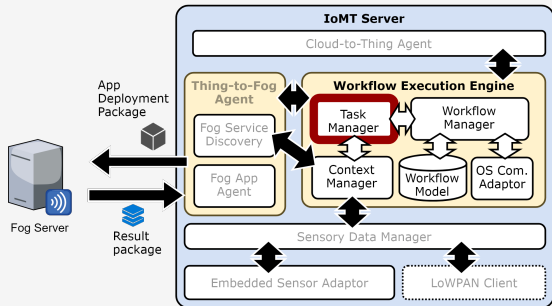 IoMT Server
Cloud-to-Thing Agent
App
Deployment
Package
Thing-to-Fog
Agent
Fog Service
Discovery
Fog App
Agent
Workflow Execution Engine
Task
Manager
Workflow
Manager
Context
Manager
Workflow
Model
OS Com.
Adaptor
Fog Server
Result
package
Sensory Data Manager
Embedded Sensor Adaptor
LoWPAN Client